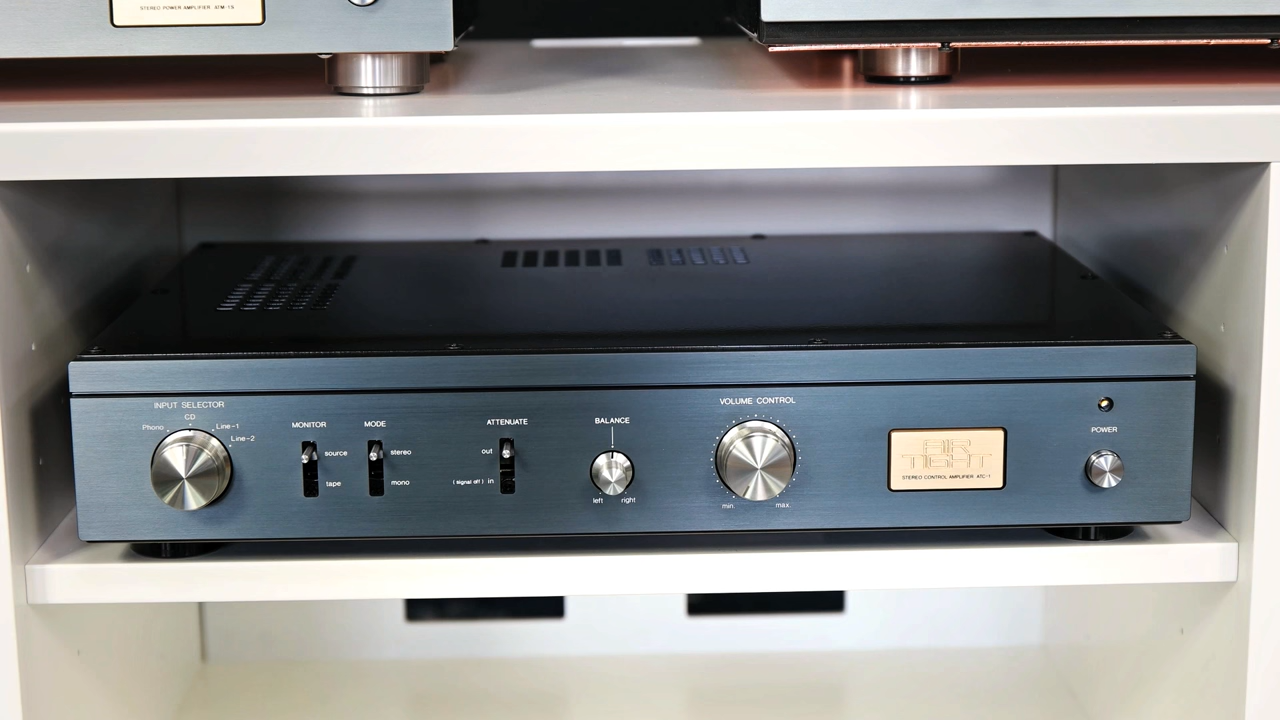 STEREO POWER AMPLIFIER ATM-1S
INPUT SELECTOR
CD
Phono
Line-1
Line-2
MONITOR
source
tape
MODE
stereo
mono
ATTENUATE
out
( signal off ) in
BALANCE
left right
VOLUME CONTROL
min. max.
AIR
TIGHT
STEREO CONTROL AMPLIFIER ATC-1
POWER